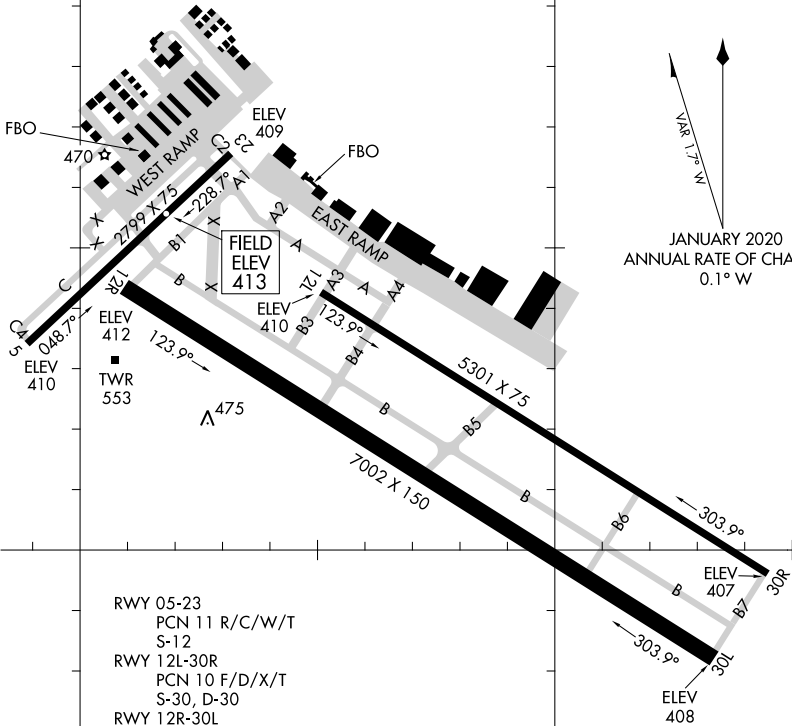 FBO
470
WEST RAMP
ELEV
409
23
C2
FBO
2799 X 75
228.7°
A1
A2
EAST RAMP
X
X
X
X
B1
A
FIELD
ELEV
413
A
12L
A3
A4
C
B
12R
ELEV
410
B3
123.9°
B4
C4
5
048.7°
ELEV
410
ELEV
412
123.9°
TWR
553
475
5301 X 75
B
B5
7002 X 150
B
B6
303.9°
ELEV
407
30R
B
B7
303.9°
30L
ELEV
408
VAR 1.7° W
JANUARY 2020
ANNUAL RATE OF CHA
0.1° W
RWY 05-23
PCN 11 R/C/W/T
S-12
RWY 12L-30R
PCN 10 F/D/X/T
S-30, D-30
RWY 12R-30L